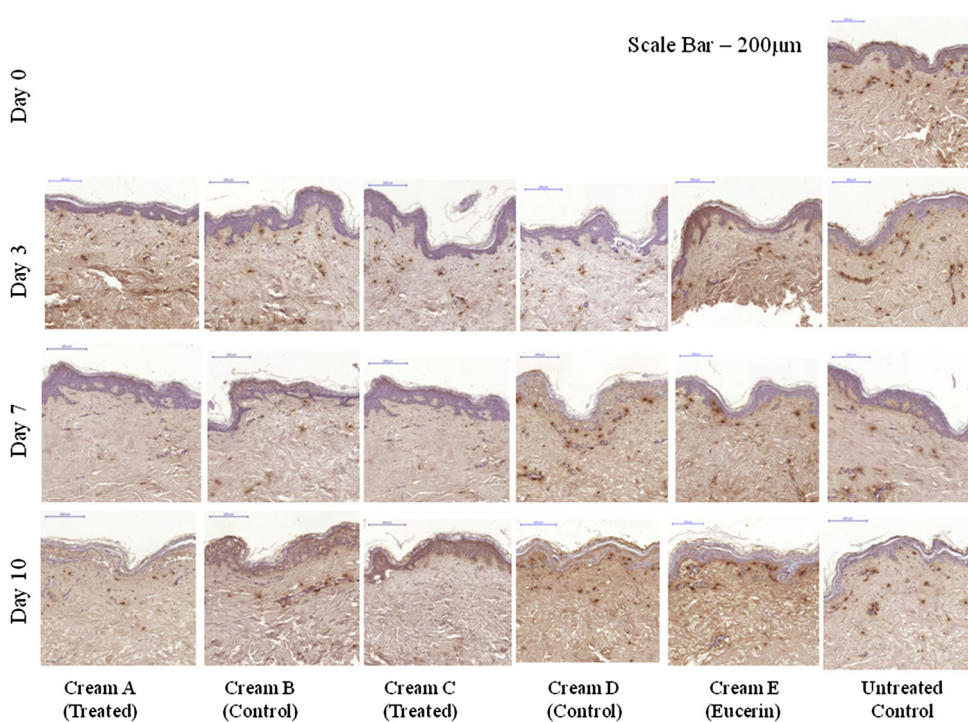 Scale Bar – 200µm
Day 0
Day 3
Day 7
Day 10
Cream A
(Treated)
Cream B
(Control)
Cream C
(Treated)
Cream D
(Control)
Cream E
(Eucerin)
Untreated
Control